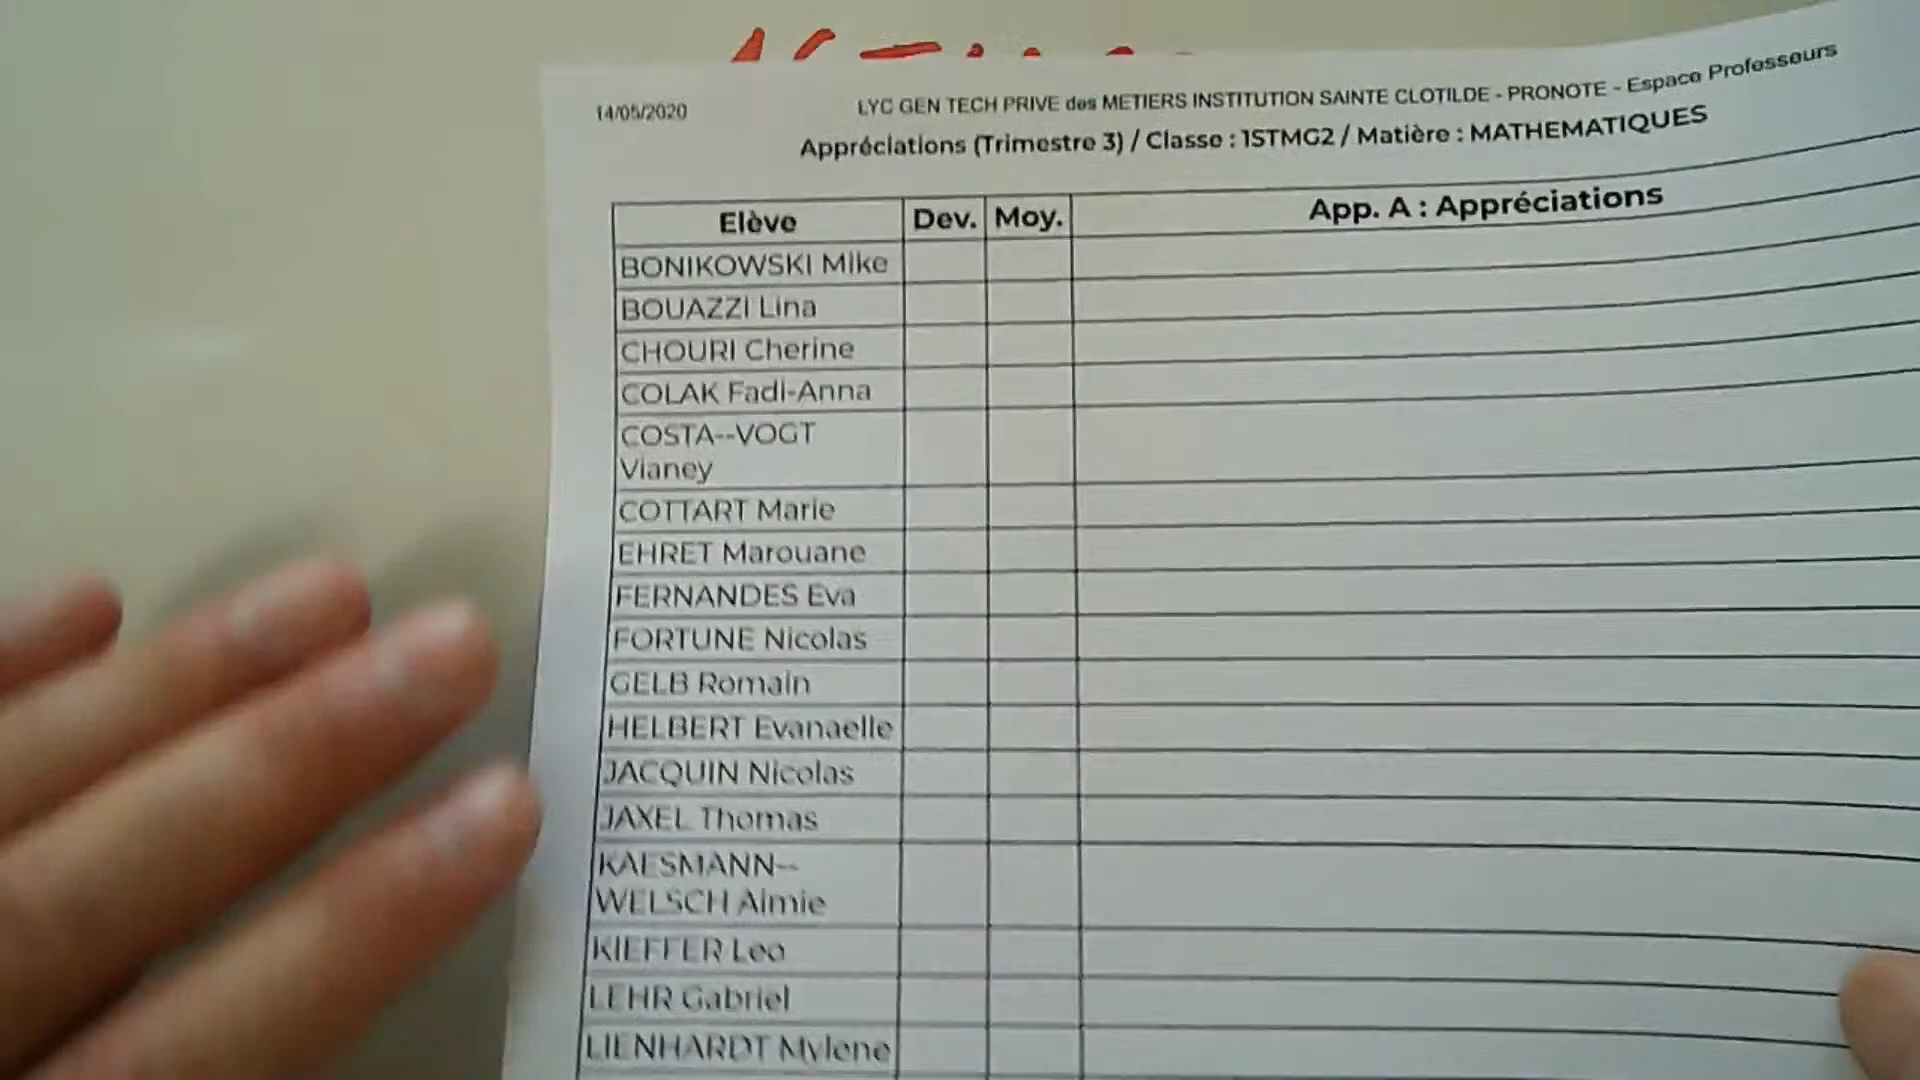 14/05/2020
LYC GEN TECH PRIVE des METIERS INSTITUTION SAINTE CLOTILDE - PRONOTE - Espace Professeurs
Appréciations (Trimestre 3) / Classe : 1STMG2 / Matière : MATHEMATIQUES
Elève Dev. Moy. App. A : Appréciations
BONIKOWSKI Mike
BOUAZZI Lina
CHOURI Cherine
COLAK Fadi-Anna
COSTA--VOGT
Vianey
COTTART Marie
EHRET Marouane
FERNANDES Eva
FORTUNE Nicolas
GELB Romain
HELBERT Evanaelle
JACQUIN Nicolas
JAXEL Thomas
KAESMANN--
WELSCH Aimie
KIEFFER Leo
LEHR Gabriel
LIENHARDT Mylene